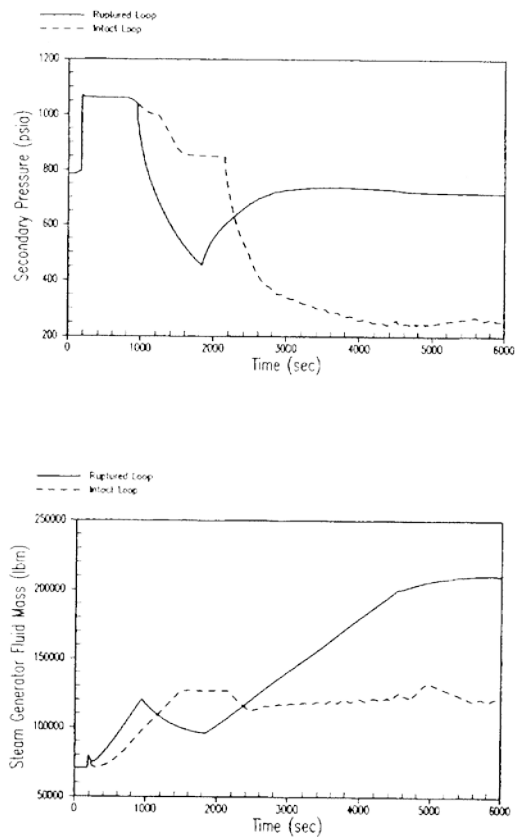 Ruptured Loop
Intact Loop
1200
1000
800
600
400
200
Secondary Pressure (psia)
0 1000 2000 3000 4000 5000 6000
Time (sec)
Ruptured Loop
Intact Loop
250000
200000
150000
100000
50000
Steam Generator Fluid Mass (lbm)
0 1000 2000 3000 4000 5000 6000
Time (sec)